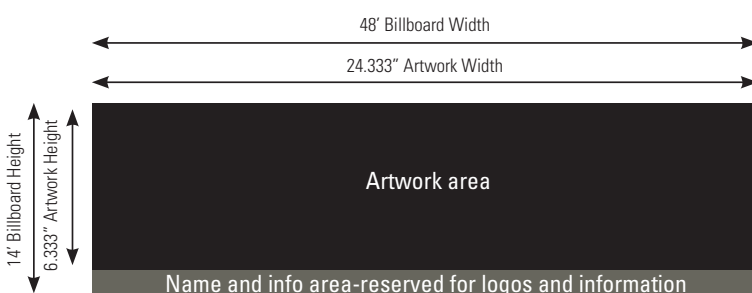 48’ Billboard Width
24.333” Artwork Width
14’ Billboard Height
6.333” Artwork Height
Artwork area
Name and info area-reserved for logos and information